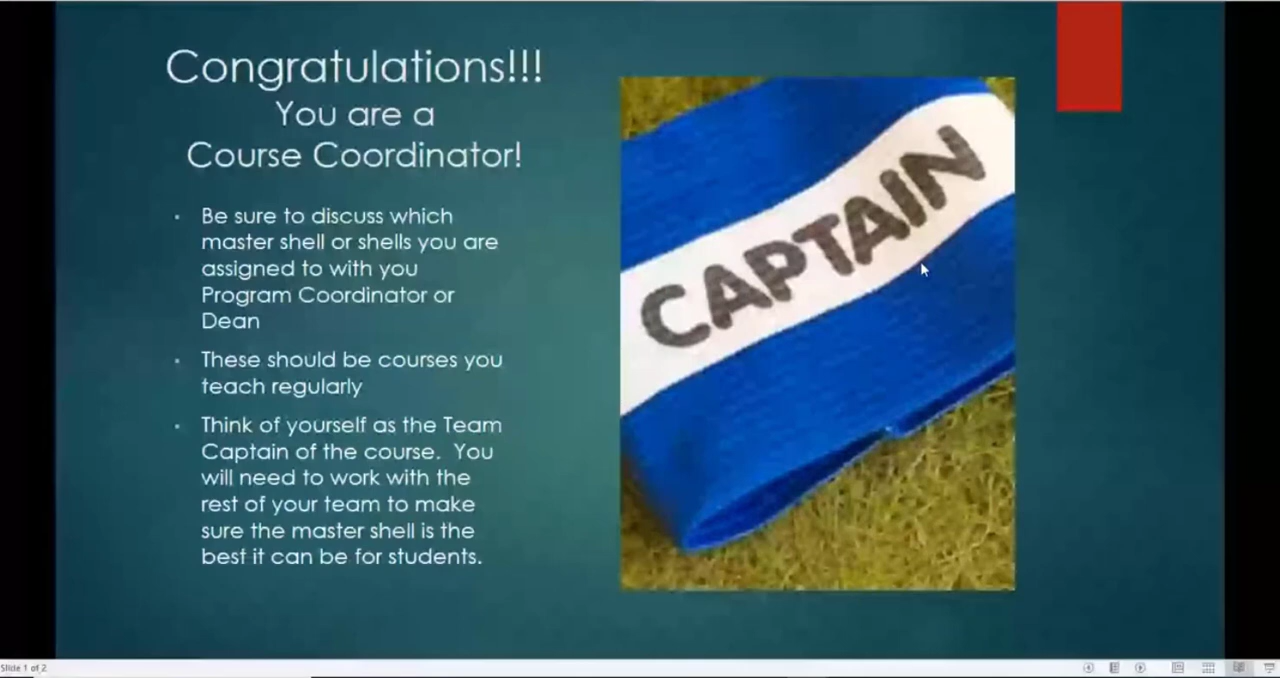 Congratulations!!!
You are a
Course Coordinator!
• Be sure to discuss which
master shell or shells you are
assigned to with you
Program Coordinator or
Dean
• These should be courses you
teach regularly
• Think of yourself as the Team
Captain of the course.  You
will need to work with the
rest of your team to make
sure the master shell is the
best it can be for students.
CAPTAIN
Slide 1 of 2